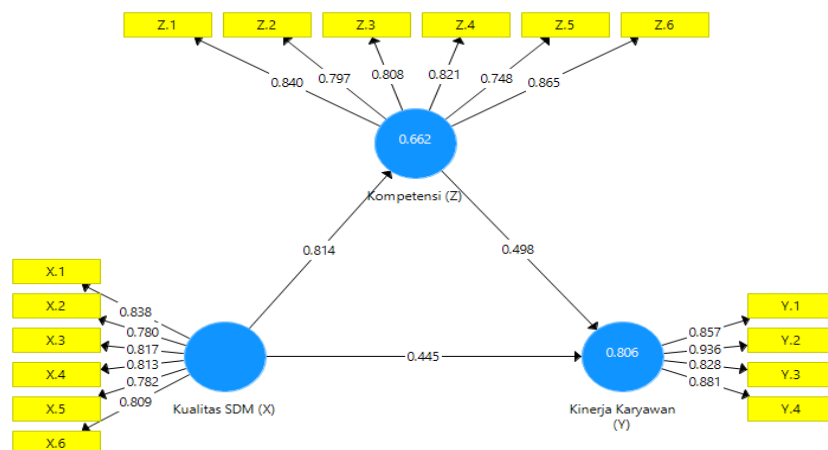 Z.1 Z.2 Z.3 Z.4 Z.5 Z.6
0.840 0.797 0.808 0.821 0.748 0.865
0.662
Kompetensi (Z)
0.814 0.498
X.1
X.2
X.3
X.4
X.5
X.6
0.838
0.780
0.817
0.813
0.782
0.809
Kualitas SDM (X)
0.445
0.806
Kinerja Karyawan
(Y)
0.857
0.936
0.828
0.881
Y.1
Y.2
Y.3
Y.4